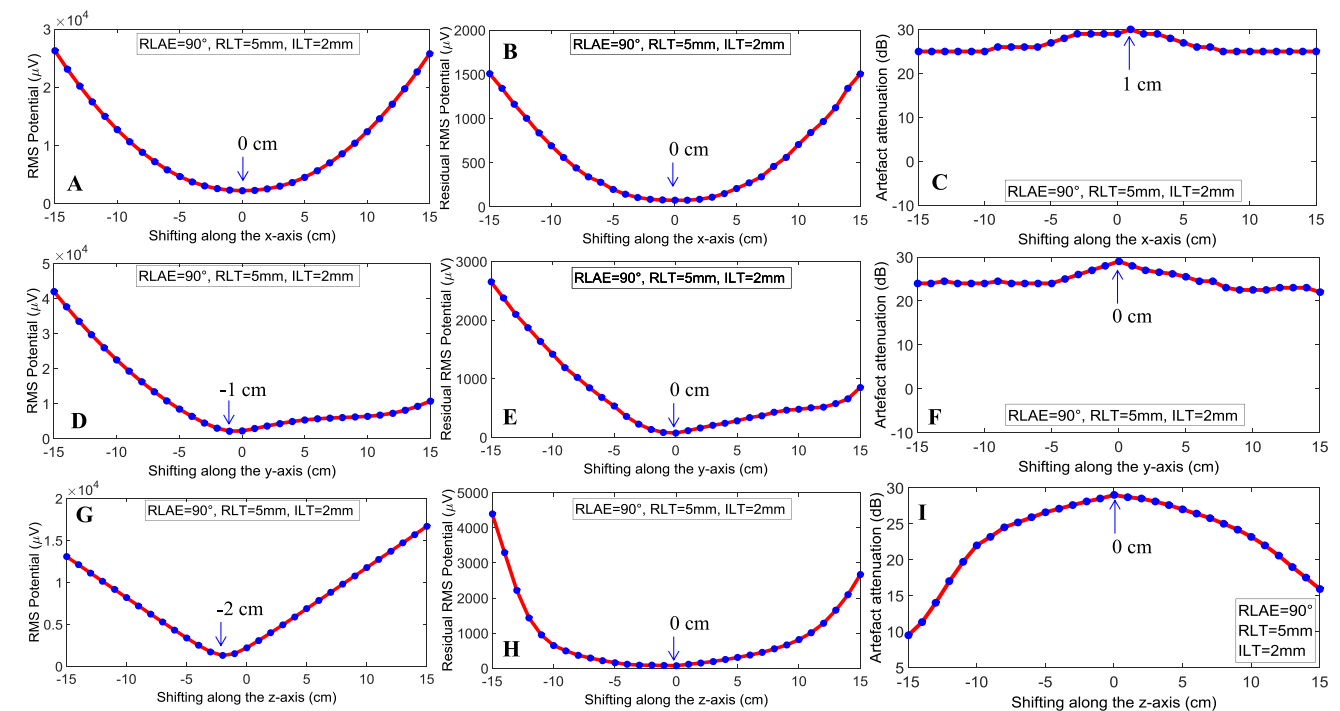 ×10⁴
RMS Potential (μV)
3
2
1
0
RLAE=90°, RLT=5mm, ILT=2mm
0 cm
A
-15 -10 -5 0 5 10 15
Shifting along the x-axis (cm)
Residual RMS Potential (μV)
2000
1500
1000
500
0
B
RLAE=90°, RLT=5mm, ILT=2mm
0 cm
-15 -10 -5 0 5 10 15
Shifting along the x-axis (cm)
Artefact attenuation (dB)
30
20
10
0
-10
1 cm
C
RLAE=90°, RLT=5mm, ILT=2mm
-15 -10 -5 0 5 10 15
Shifting along the x-axis (cm)
×10⁴
RMS Potential (μV)
5
4
3
2
1
0
RLAE=90°, RLT=5mm, ILT=2mm
-1 cm
D
-15 -10 -5 0 5 10 15
Shifting along the y-axis (cm)
Residual RMS Potential (μV)
3000
2000
1000
0
RLAE=90°, RLT=5mm, ILT=2mm
0 cm
E
-15 -10 -5 0 5 10 15
Shifting along the y-axis (cm)
Artefact attenuation (dB)
30
20
10
0
-10
0 cm
F
RLAE=90°, RLT=5mm, ILT=2mm
-15 -10 -5 0 5 10 15
Shifting along the y-axis (cm)
×10⁴
RMS Potential (μV)
2
1.5
1
0.5
0
G
RLAE=90°, RLT=5mm, ILT=2mm
-2 cm
-15 -10 -5 0 5 10 15
Shifting along the z-axis (cm)
Residual RMS Potential (μV)
5000
4000
3000
2000
1000
0
RLAE=90°, RLT=5mm, ILT=2mm
0 cm
H
-15 -10 -5 0 5 10 15
Shifting along the z-axis (cm)
Artefact attenuation (dB)
30
25
20
15
10
5
I
0 cm
RLAE=90°
RLT=5mm
ILT=2mm
-15 -10 -5 0 5 10 15
Shifting along the z-axis (cm)